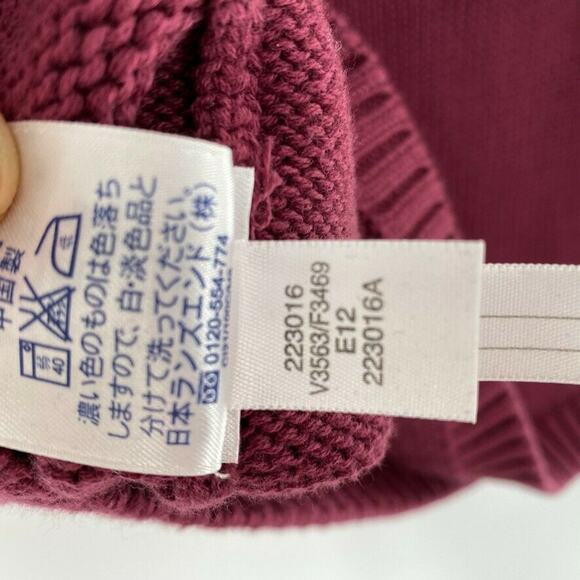 中国製
40
濃い色のものは色落ち
しますので、白・淡色品と
分けて洗ってください。
日本ランズエンド(株)
0120-554-774
223016
V3563/F3469
E12
223016A